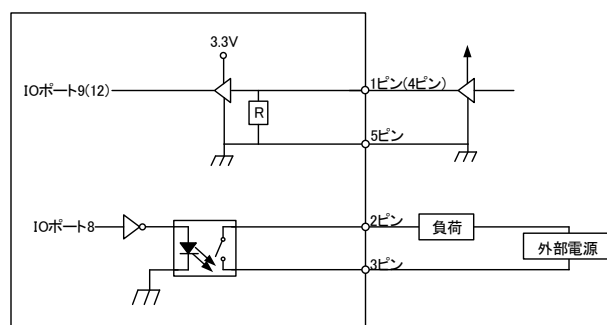 3.3V
IOポート9(12)
1ピン(4ピン)
R
5ピン
IOポート8
2ピン
負荷
外部電源
3ピン